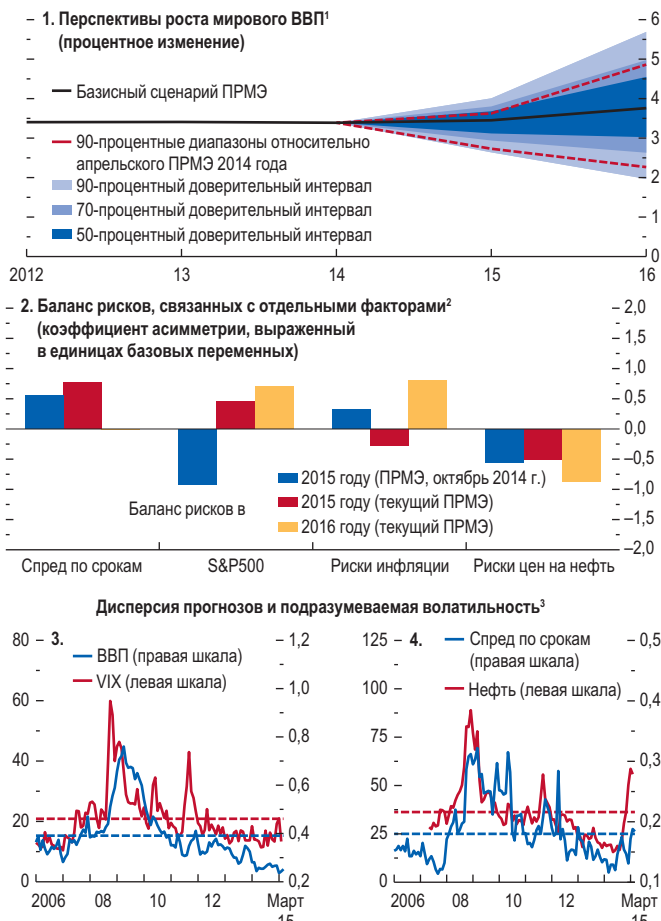 1. Перспективы роста мирового ВВП¹
(процентное изменение)
Базисный сценарий ПРМЭ
90-процентные диапазоны относительно
апрельского ПРМЭ 2014 года
90-процентный доверительный интервал
70-процентный доверительный интервал
50-процентный доверительный интервал
6
5
4
3
2
1
0
2012 13 14 15 16
2. Баланс рисков, связанных с отдельными факторами²
(коэффициент асимметрии, выраженный
в единицах базовых переменных)
2,0
1,5
1,0
0,5
0,0
–0,5
–1,0
–1,5
–2,0
Баланс рисков в
2015 году (ПРМЭ, октябрь 2014 г.)
2015 году (текущий ПРМЭ)
2016 году (текущий ПРМЭ)
Спред по срокам S&P500 Риски инфляции Риски цен на нефть
Дисперсия прогнозов и подразумеваемая волатильность³
3.
ВВП (правая шкала)
VIX (левая шкала)
80
60
40
20
0
1,2
1,0
0,8
0,6
0,4
0,2
2006 08 10 12 Март
15
4.
Спред по срокам
(правая шкала)
Нефть (левая шкала)
125
100
75
50
25
0
0,5
0,4
0,3
0,2
0,1
2006 08 10 12 Март
15